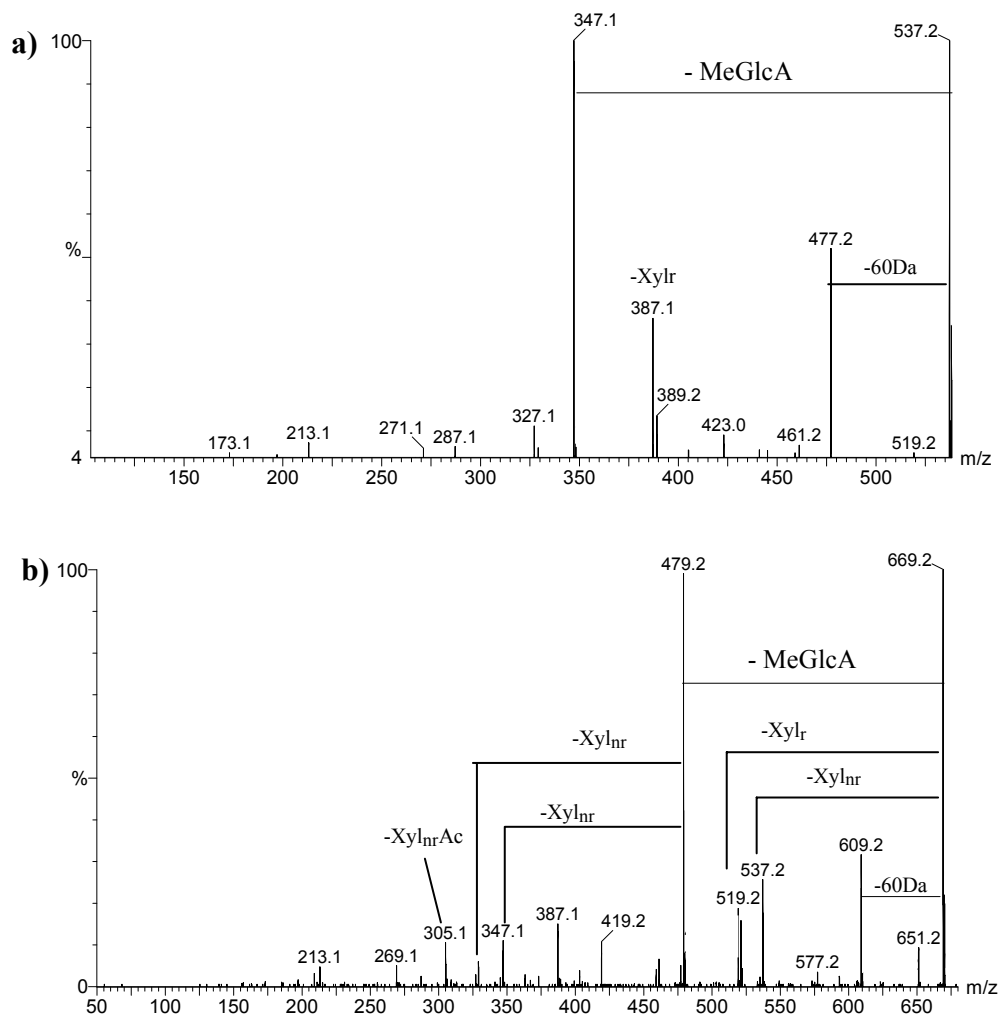 a)
100
347.1
537.2
- MeGlcA
%
477.2
-60Da
-Xylr
387.1
389.2
327.1
423.0
271.1
287.1
461.2
213.1
173.1
519.2
4
m/z
150 200 250 300 350 400 450 500
b)
100
479.2
669.2
- MeGlcA
-Xylr
-Xylnr
-Xylnr
%
-Xylnr
-XylnrAc
537.2
609.2
519.2
-60Da
387.1
305.1
347.1
419.2
651.2
213.1
269.1
577.2
0
m/z
50 100 150 200 250 300 350 400 450 500 550 600 650